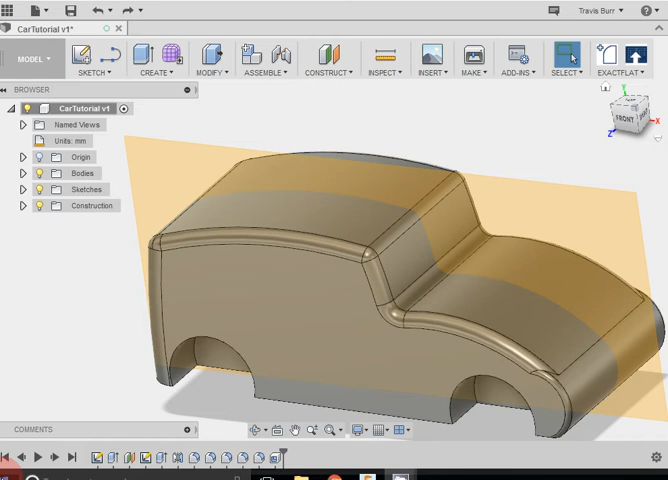 Travis Burr
CarTutorial v1*
MODEL
SKETCH
CREATE
MODIFY
ASSEMBLE
CONSTRUCT
INSPECT
INSERT
MAKE
ADD-INS
SELECT
EXACTFLAT
BROWSER
CarTutorial v1
Named Views
Units: mm
Origin
Bodies
Sketches
Construction
Y
FRONT
X
Z
COMMENTS